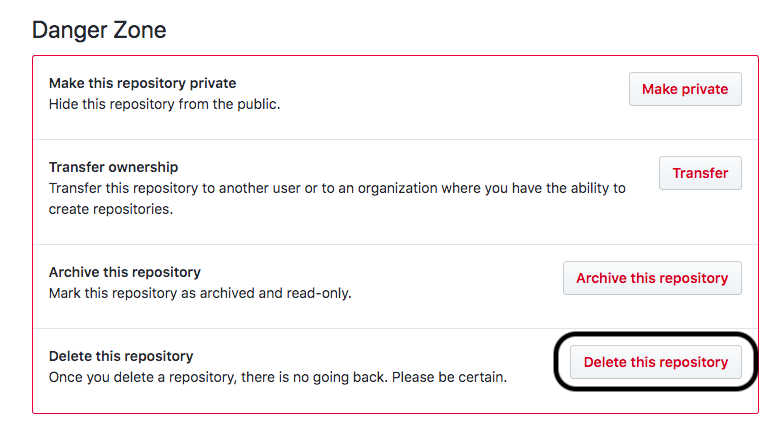 Danger Zone
Make this repository private
Hide this repository from the public.
Make private
Transfer ownership
Transfer this repository to another user or to an organization where you have the ability to
create repositories.
Transfer
Archive this repository
Mark this repository as archived and read-only.
Archive this repository
Delete this repository
Once you delete a repository, there is no going back. Please be certain.
Delete this repository